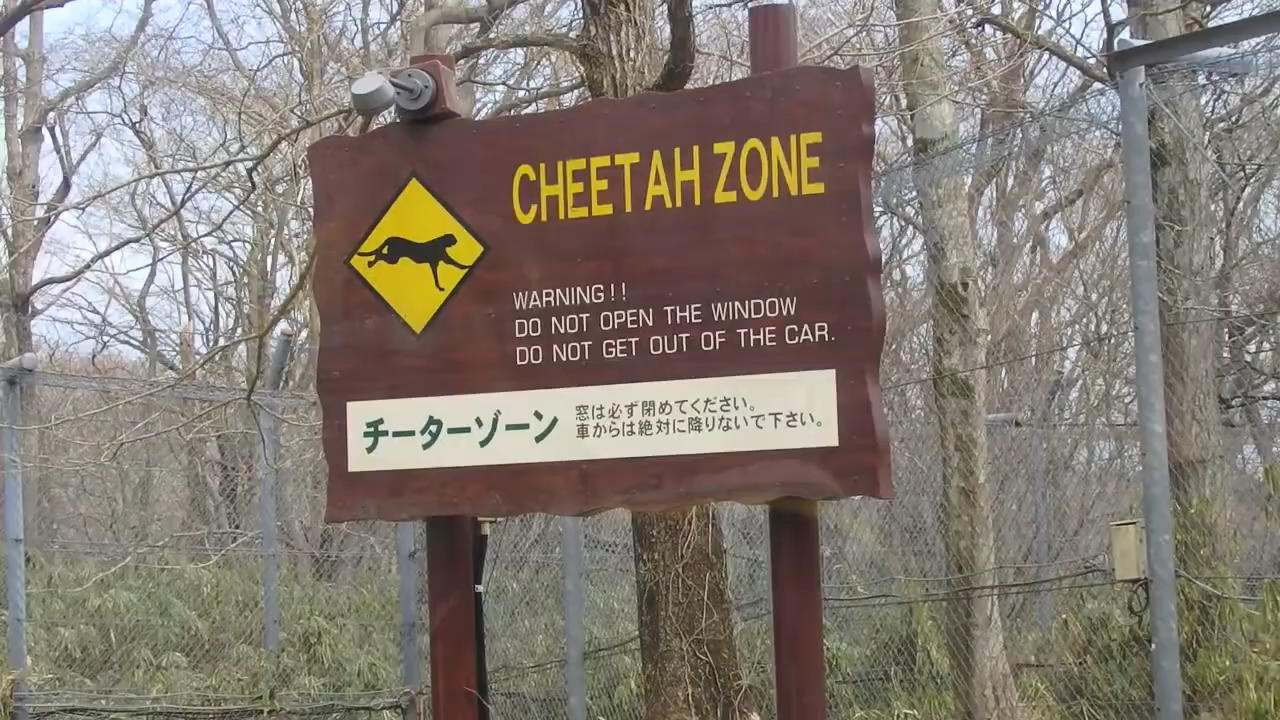 CHEETAH ZONE
WARNING!!
DO NOT OPEN THE WINDOW
DO NOT GET OUT OF THE CAR.
チーターゾーン
窓は必ず閉めてください。
車からは絶対に降りないで下さい。